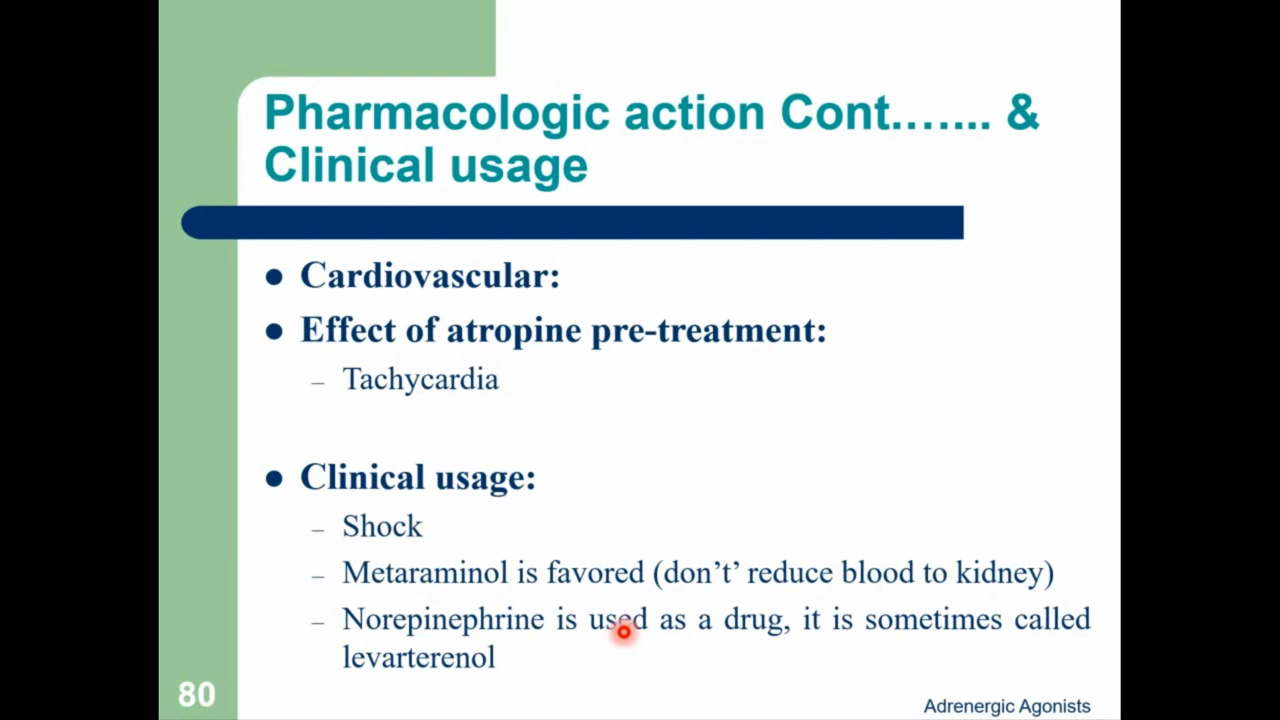 Pharmacologic action Cont.…... &
Clinical usage
● Cardiovascular:
● Effect of atropine pre-treatment:
– Tachycardia
● Clinical usage:
– Shock
– Metaraminol is favored (don’t’ reduce blood to kidney)
– Norepinephrine is used as a drug, it is sometimes called
levarterenol
80
Adrenergic Agonists